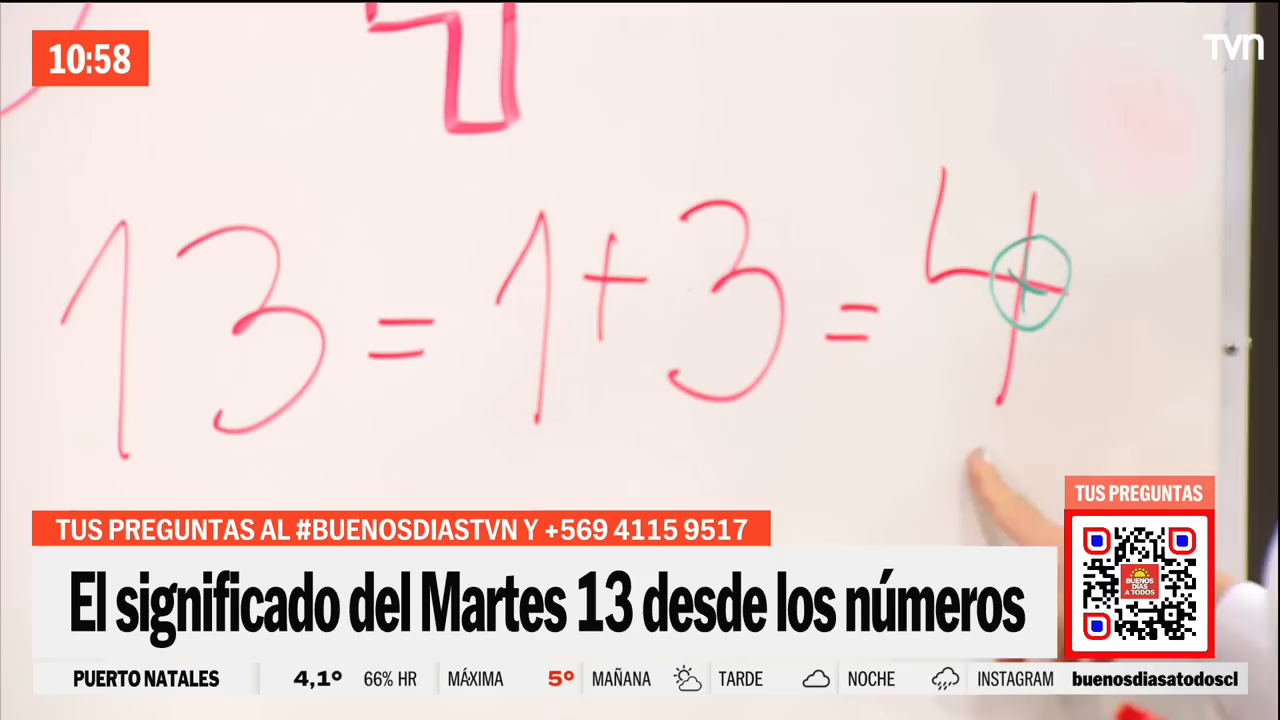 10:58
TVN
13 = 1+3 = 4
TUS PREGUNTAS
TUS PREGUNTAS AL #BUENOSDIASTVN Y +569 4115 9517
BUENOS
DÍAS
A TODOS
El significado del Martes 13 desde los números
PUERTO NATALES 4,1° 66% HR MÁXIMA 5° MAÑANA TARDE NOCHE INSTAGRAM buenosdiasatodoscl